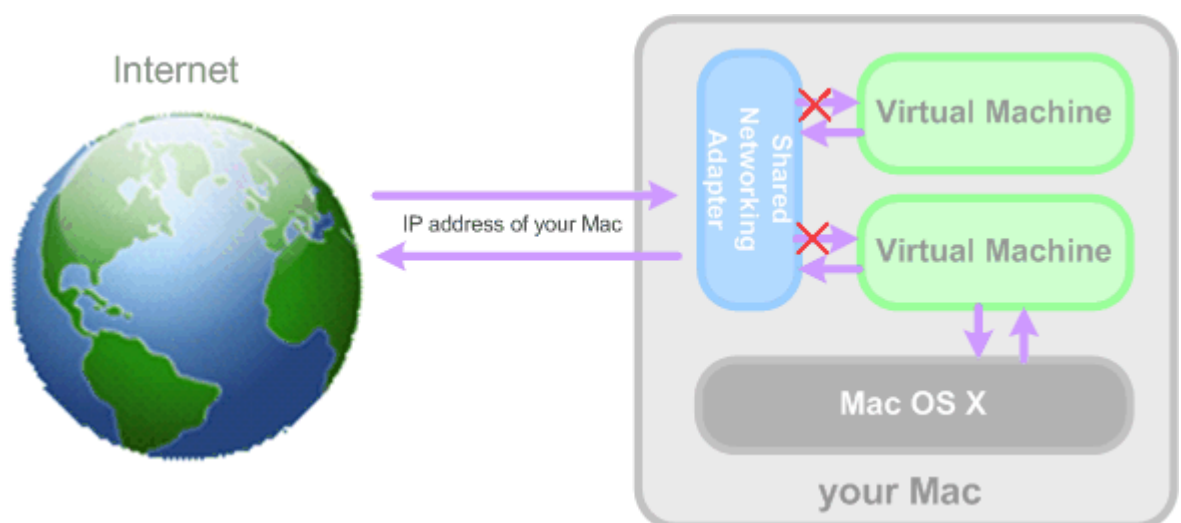 Internet
IP address of your Mac
Shared
Networking
Adapter
Virtual Machine
Virtual Machine
Mac OS X
your Mac